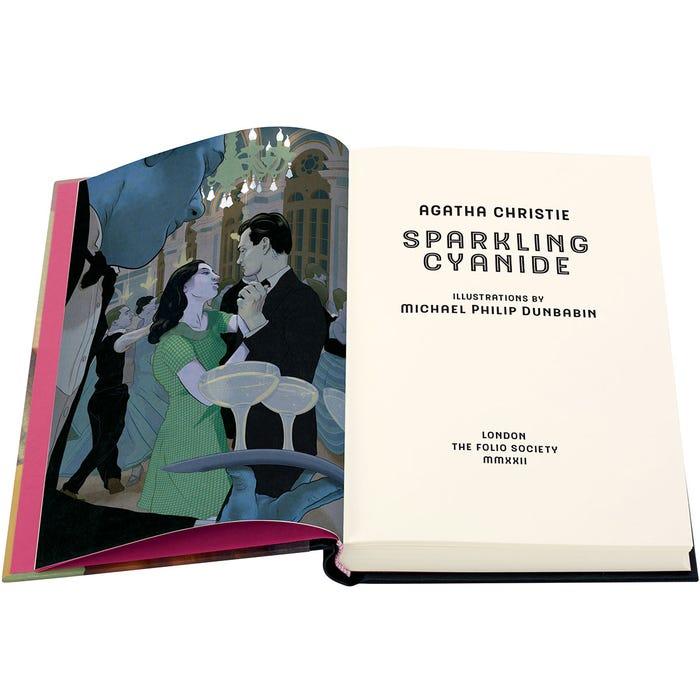 AGATHA CHRISTIE
SPARKLING
CYANIDE
ILLUSTRATIONS BY
MICHAEL PHILIP DUNBABIN
LONDON
THE FOLIO SOCIETY
MMXXII